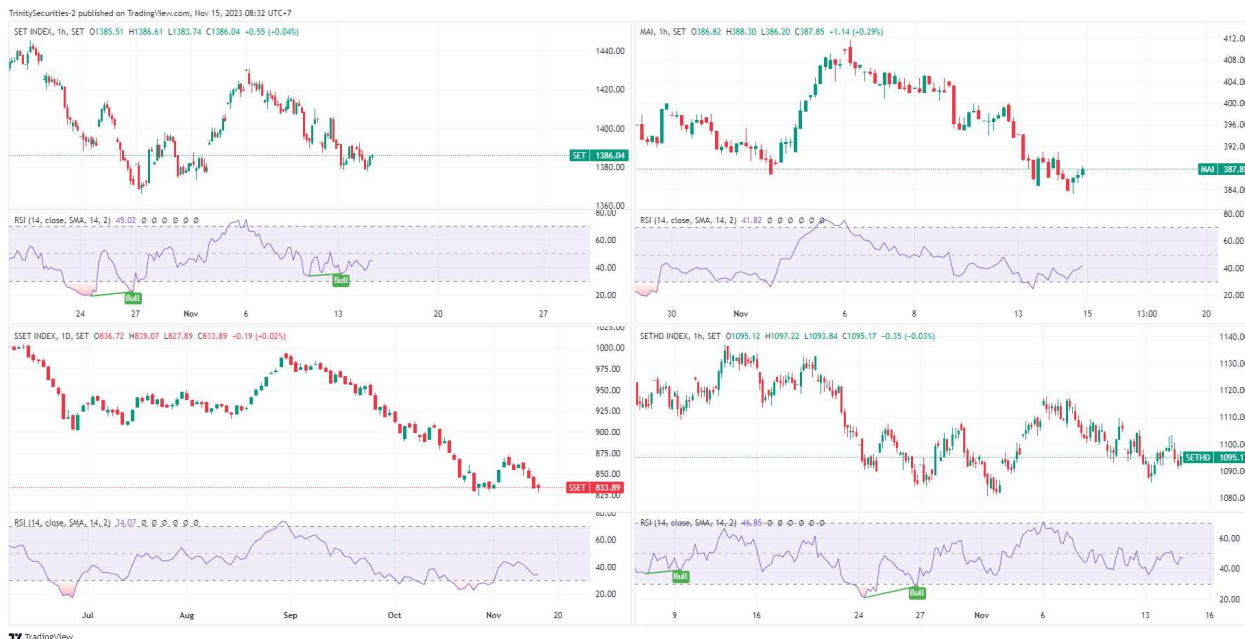 TrinitySecurities-2 published on TradingView.com, Nov 15, 2023 08:32 UTC+7
SET INDEX, 1h, SET O1385.51 H1386.61 L1383.74 C1386.04 +0.55 (+0.04%)
1440.00
1420.00
1400.00
SET 1386.04
1380.00
1360.00
RSI (14, close, SMA, 14, 2) 45.02 Ø Ø Ø Ø Ø Ø
80.00
60.00
40.00
20.00
Bull
Bull
24 27 Nov 6 13 20 27
MAI, 1h, SET O386.82 H388.30 L386.20 C387.85 +1.14 (+0.29%)
412.00
408.00
404.00
400.00
396.00
392.00
MAI 387.85
384.00
RSI (14, close, SMA, 14, 2) 41.82 Ø Ø Ø Ø Ø Ø
80.00
60.00
40.00
20.00
30 Nov 6 8 13 15 13:00 20
SSET INDEX, 1D, SET O836.72 H839.07 L827.89 C833.89 +0.19 (+0.02%)
1025.00
1000.00
975.00
950.00
925.00
900.00
875.00
850.00
SSET 833.89
825.00
RSI (14, close, SMA, 14, 2) 34.07 Ø Ø Ø Ø Ø Ø
80.00
60.00
40.00
20.00
Jul Aug Sep Oct Nov 20
SETHD INDEX, 1h, SET O1095.12 H1097.22 L1093.84 C1095.17 −0.35 (−0.03%)
1140.00
1130.00
1120.00
1110.00
1100.00
SETHD 1095.17
1090.00
1080.00
RSI (14, close, SMA, 14, 2) 46.85 Ø Ø Ø Ø Ø Ø
60.00
40.00
20.00
Bull
Bull
9 16 24 27 Nov 6 13 16
TradingView